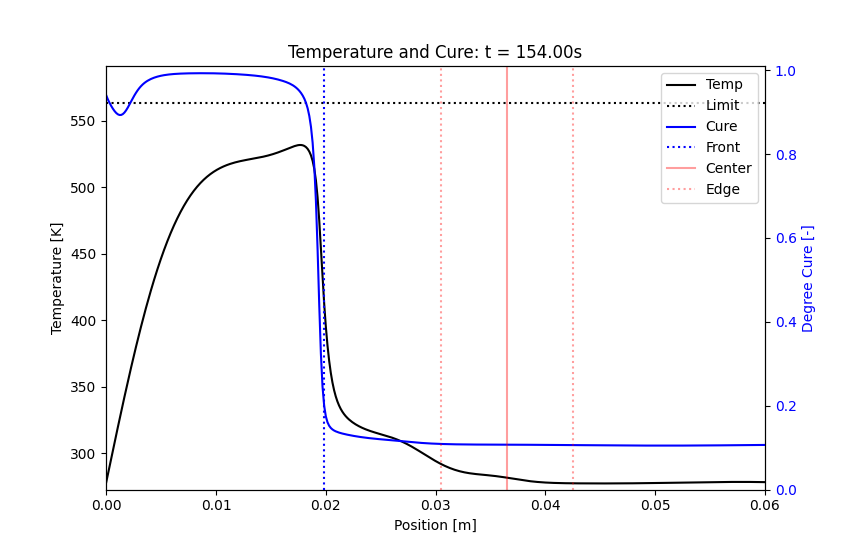 Temperature and Cure: t = 154.00s
Temperature [K]
550
500
450
400
350
300
Temp
Limit
Cure
Front
Center
Edge
1.0
0.8
0.6
0.4
0.2
0.0
Degree Cure [-]
0.00
0.01
0.02
0.03
0.04
0.05
0.06
Position [m]